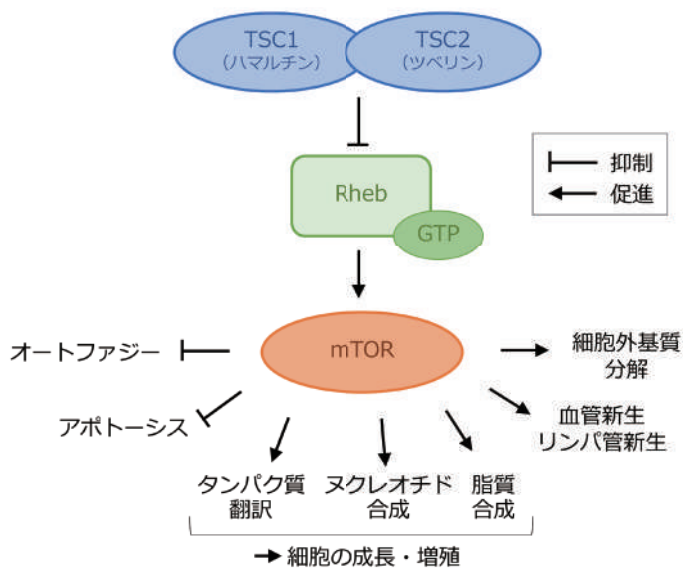 TSC1
（ハマルチン）
TSC2
（ツベリン）
抑制
促進
Rheb
GTP
mTOR
オートファジー
アポトーシス
細胞外基質
分解
血管新生
リンパ管新生
タンパク質
翻訳
ヌクレオチド
合成
脂質
合成
細胞の成長・増殖